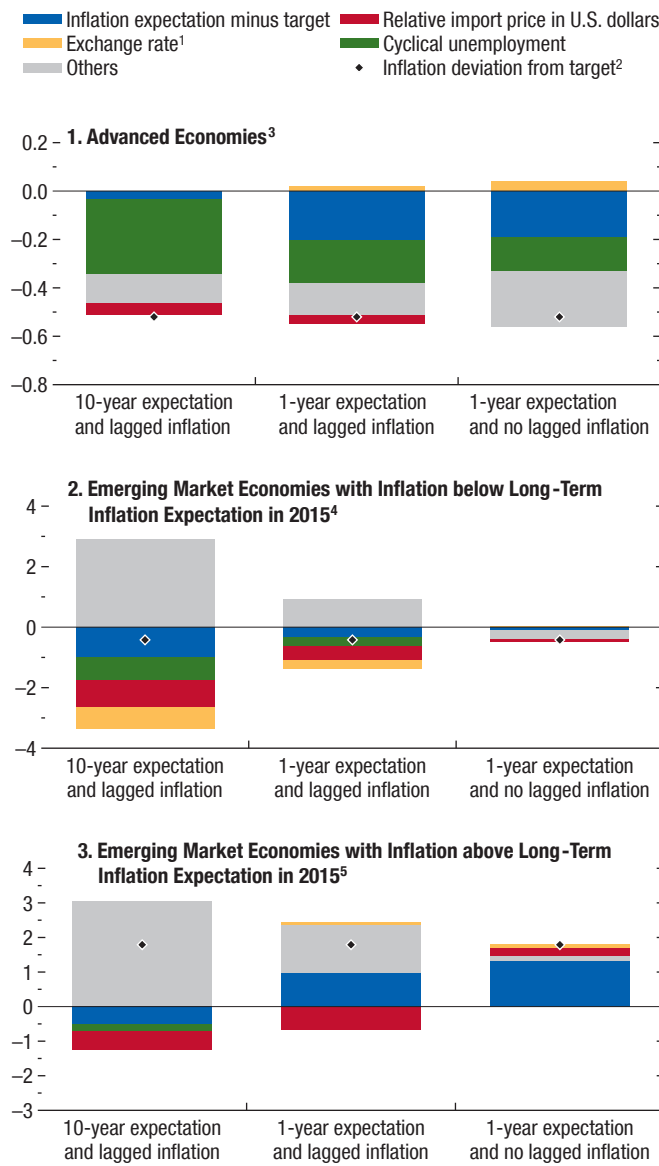 Inflation expectation minus target
Relative import price in U.S. dollars
Exchange rate¹
Cyclical unemployment
Others
Inflation deviation from target²
1. Advanced Economies³
0.2
0.0
–0.2
–0.4
–0.6
–0.8
10-year expectation
and lagged inflation
1-year expectation
and lagged inflation
1-year expectation
and no lagged inflation
2. Emerging Market Economies with Inflation below Long-Term
Inflation Expectation in 2015⁴
4
2
0
–2
–4
10-year expectation
and lagged inflation
1-year expectation
and lagged inflation
1-year expectation
and no lagged inflation
3. Emerging Market Economies with Inflation above Long-Term
Inflation Expectation in 2015⁵
4
3
2
1
0
–1
–2
–3
10-year expectation
and lagged inflation
1-year expectation
and lagged inflation
1-year expectation
and no lagged inflation